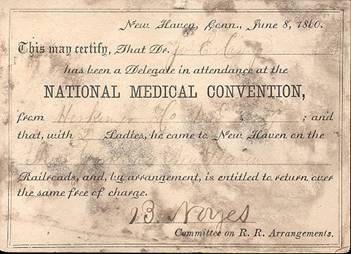 New Haven, Conn., June 8, 1860.
This may certify, That Dr.
has been a Delegate in attendance at the
NATIONAL MEDICAL CONVENTION,
from Herkimer Co. ; and
that, with Ladies, he came to New Haven on the
Railroads, and, by arrangement, is entitled to return over
the same free of charge.
B. Noyes
Committee on R. R. Arrangements.